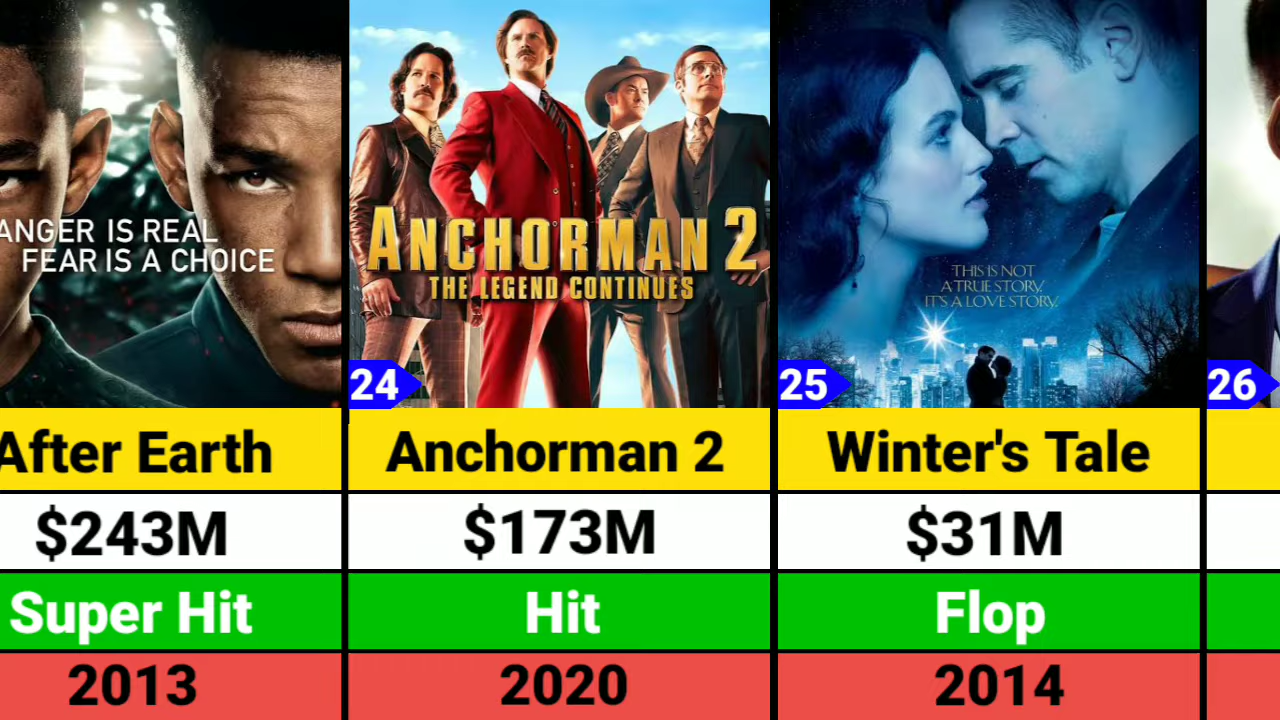 ANGER IS REAL
FEAR IS A CHOICE
After Earth
$243M
Super Hit
2013
ANCHORMAN 2
THE LEGEND CONTINUES
24
Anchorman 2
$173M
Hit
2020
THIS IS NOT
A TRUE STORY.
IT'S A LOVE STORY.
25
Winter's Tale
$31M
Flop
2014
26